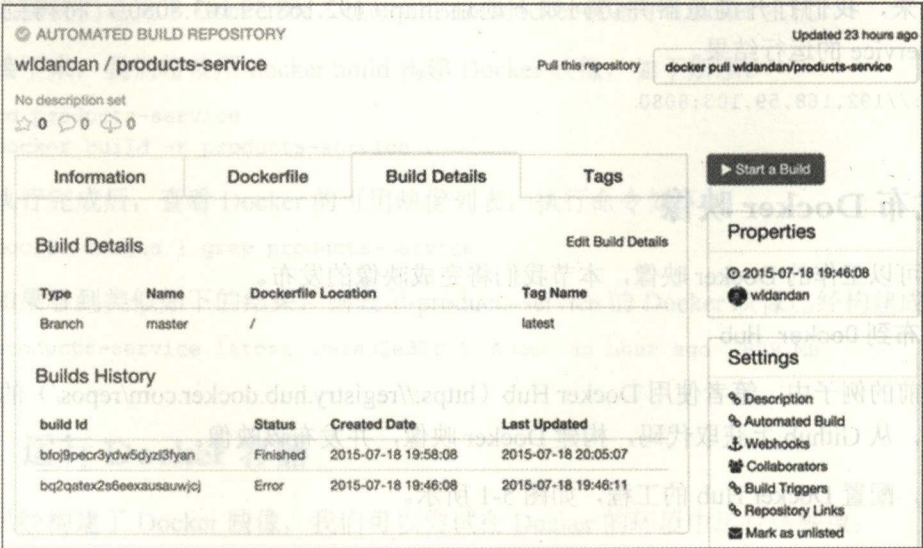 AUTOMATED BUILD REPOSITORY
Updated 23 hours ago
wldandan / products-service
Pull this repository
docker pull wldandan/products-service
No description set
0 0 0
Information
Dockerfile
Build Details
Tags
Start a Build
Build Details
Edit Build Details
Type Name Dockerfile Location Tag Name
Branch master / latest
Builds History
build Id Status Created Date Last Updated
Finished 2015-07-18 19:58:08 2015-07-18 20:05:07
bq2qatex2s6eexausauwjcj Error 2015-07-18 19:46:08 2015-07-18 19:46:11
Properties
2015-07-18 19:46:08
wldandan
Settings
Description
Automated Build
Webhooks
Collaborators
Build Triggers
Repository Links
Mark as unlisted